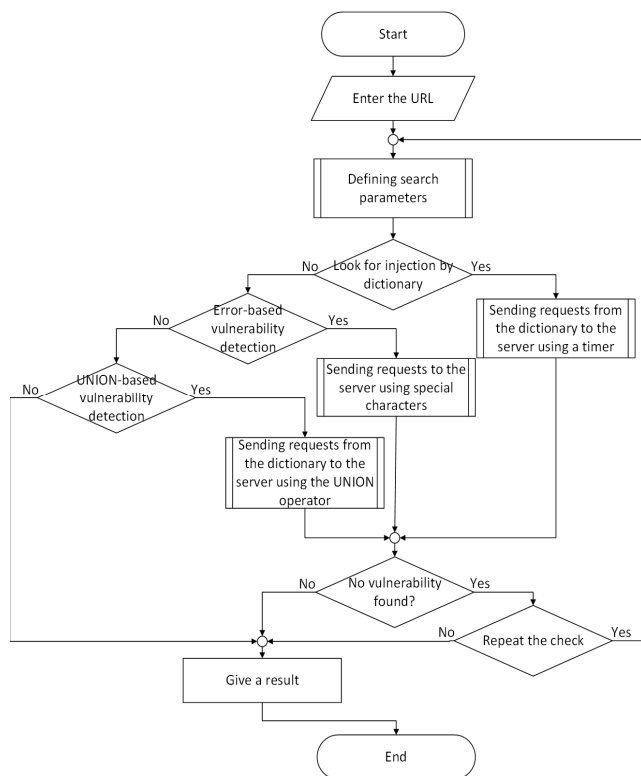 Start
Enter the URL
Defining search
parameters
No
Look for injection by
dictionary
Yes
No
Error-based
vulnerability
detection
Yes
Sending requests from
the dictionary to the
server using a timer
No
UNION-based
vulnerability
detection
Yes
Sending requests to the
server using special
characters
Sending requests from
the dictionary to the
server using the UNION
operator
No
No vulnerability
found?
Yes
No
Repeat the check
Yes
Give a result
End